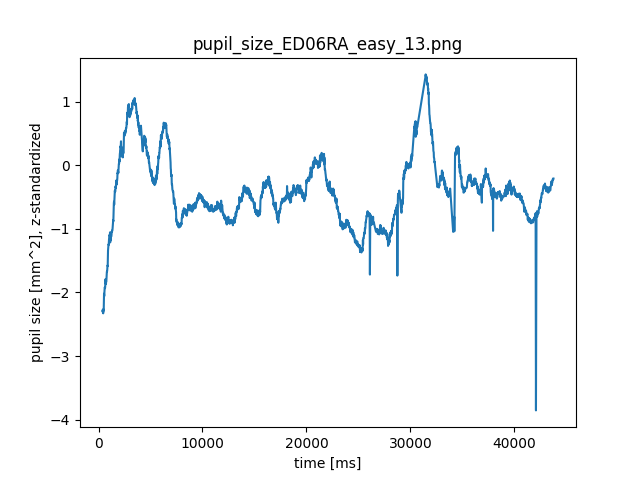 pupil_size_ED06RA_easy_13.png
pupil size [mm^2], z-standardized
1
0
−1
−2
−3
−4
0 10000 20000 30000 40000
time [ms]